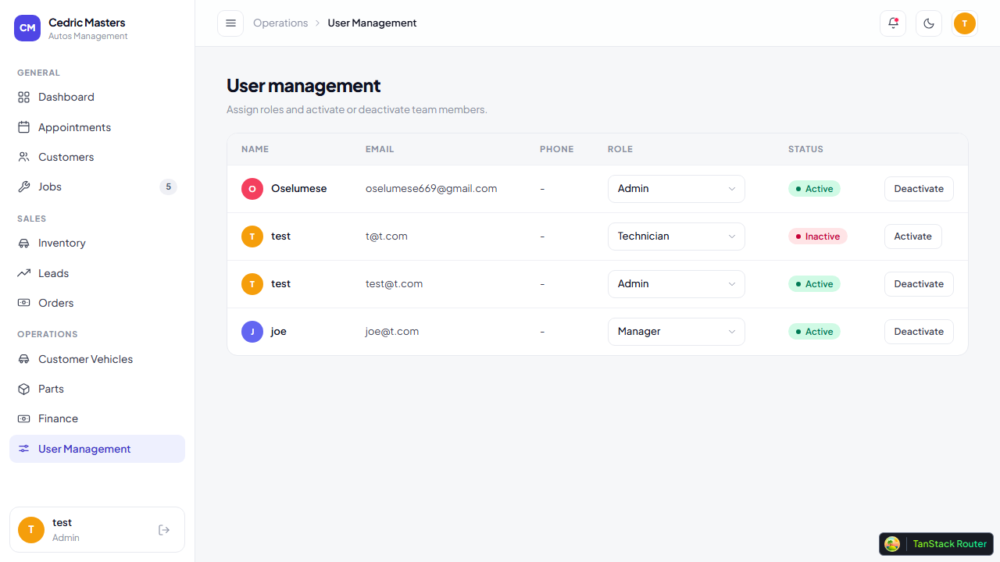 CM Cedric Masters
Autos Management
GENERAL
Dashboard
Appointments
Customers
Jobs 5
SALES
Inventory
Leads
Orders
OPERATIONS
Customer Vehicles
Parts
Finance
User Management
T test
Admin
Operations User Management
T
User management
Assign roles and activate or deactivate team members.
NAME EMAIL PHONE ROLE STATUS
O Oselumese oselumese669@gmail.com - Admin Active Deactivate
T test t@t.com - Technician Inactive Activate
T test test@t.com - Admin Active Deactivate
J joe joe@t.com - Manager Active Deactivate
TanStack Router